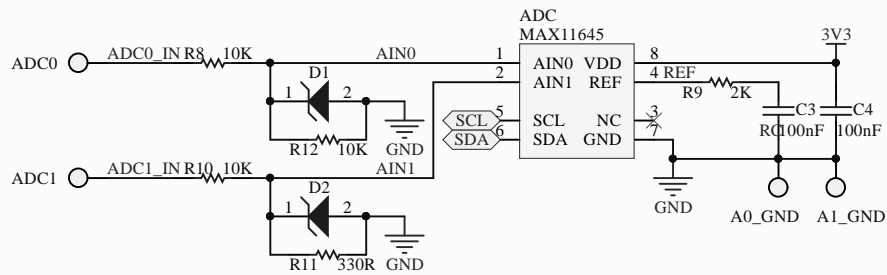 ADC
MAX11645
3V3
ADC0
ADC0_IN R8
10K
AIN0
1
AIN0
VDD
8
2
AIN1
REF
4 REF
R9
2K
D1
1
2
GND
R12
10K
SCL
5
SCL
NC
3
SDA
6
SDA
GND
7
C3
100nF
C4
100nF
ADC1
ADC1_IN R10
10K
AIN1
D2
1
2
GND
R11
330R
GND
A0_GND
A1_GND